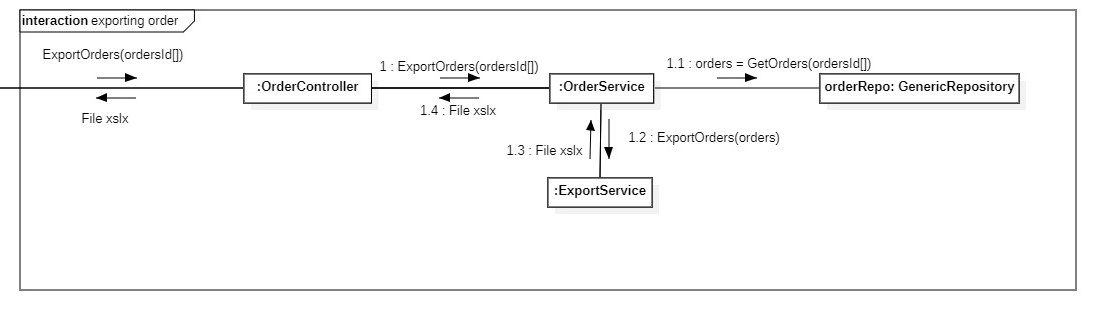 interaction exporting order
ExportOrders(ordersId[])
1 : ExportOrders(ordersId[])
1.1 : orders = GetOrders(ordersId[])
:OrderController
:OrderService
orderRepo: GenericRepository
File xslx
1.4 : File xslx
1.2 : ExportOrders(orders)
1.3 : File xslx
:ExportService